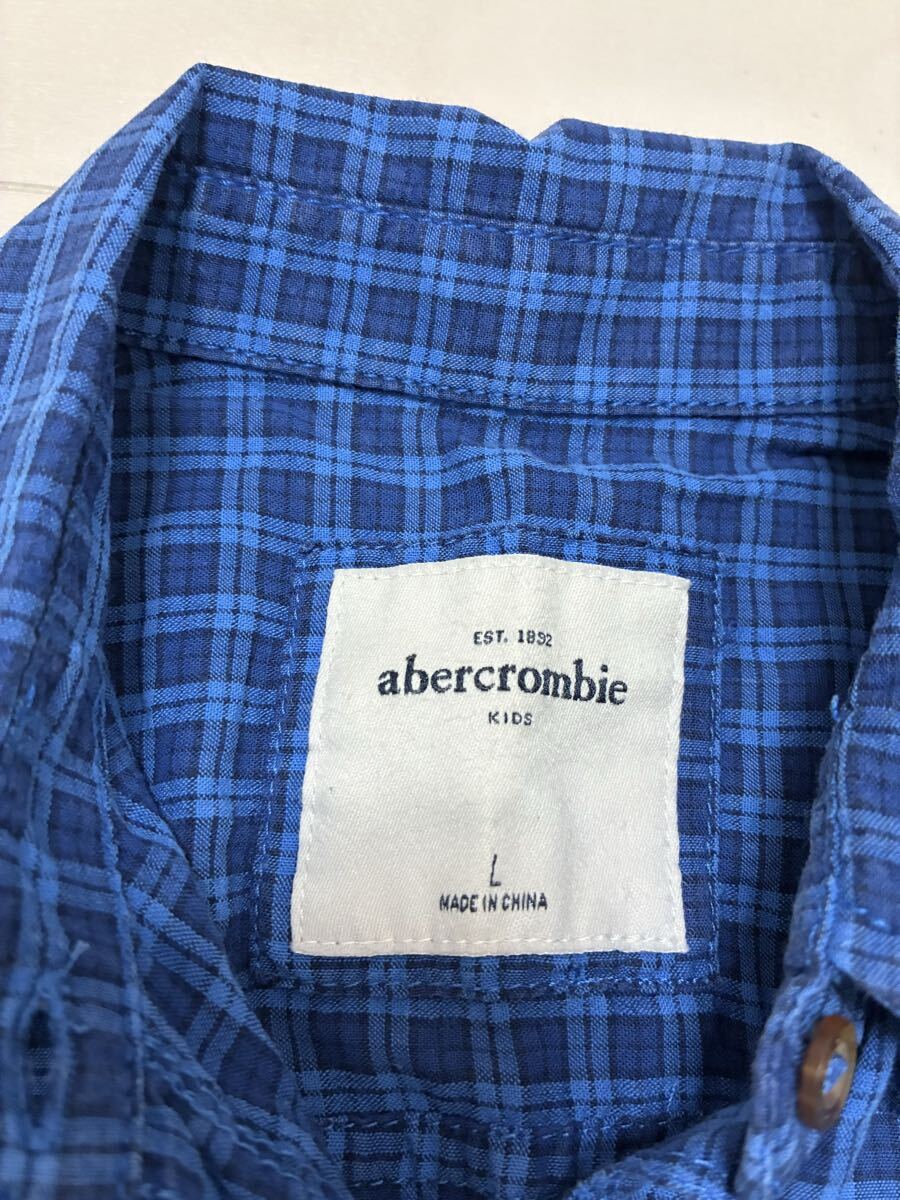 EST. 1892
abercrombie
KIDS
L
MADE IN CHINA